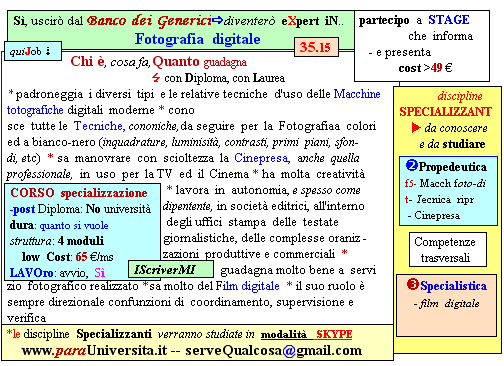 Sì, uscirò dal Banco dei Generici⇨diventerò eXpert iN..
Fotografia digitale
35.15
quiJob ⇓
partecipo a STAGE
che informa
- e presenta
cost >49 €
Chi è, cosa fa, Quanto guadagna
con Diploma, con Laurea
* padroneggia i diversi tipi e le relative tecniche d'uso delle Macchine
totografiche digitali moderne * cono
sce tutte le Tecniche, cononiche, da seguire per la Fotografiaa colori
ed a bianco-nero (inquadrature, luminisità, contrasti, primi piani, sfon-
di, etc) * sa manovrare con scioltezza la Cinepresa, anche quella
professionale, in uso per la TV ed il Cinema * ha molta creatività
* lavora in autonomia, e spesso come
dipentente, in società editrici, all'interno
degli uffici stampa delle testate
giornalistiche, delle complesse oraniz -
zazioni produttive e commerciali *
guadagna molto bene a servi
zio fotografico realizzato *sa molto del Film digitale * il suo ruolo è
sempre direzionale confunzioni di coordinamento, supervisione e
verifica
CORSO specializzazione
-post Diploma: No università
dura: quanto si vuole
struttura: 4 moduli
low Cost: 65 €/ms
LAVOro: avvio, Sì
IScriverMI
disciplina
SPECIALIZZANT
▶ da conoscere
e da studiare
❷Propedeutica
f5- Macch foto-di
t- Tecnica ripr
- Cinepresa
Competenze
trasversali
❸Specialistica
- film digitale
*le discipline Specializzanti verranno studiate in modalità SKYPE
www.paraUniversita.it -- serveQualcosa@gmail.com